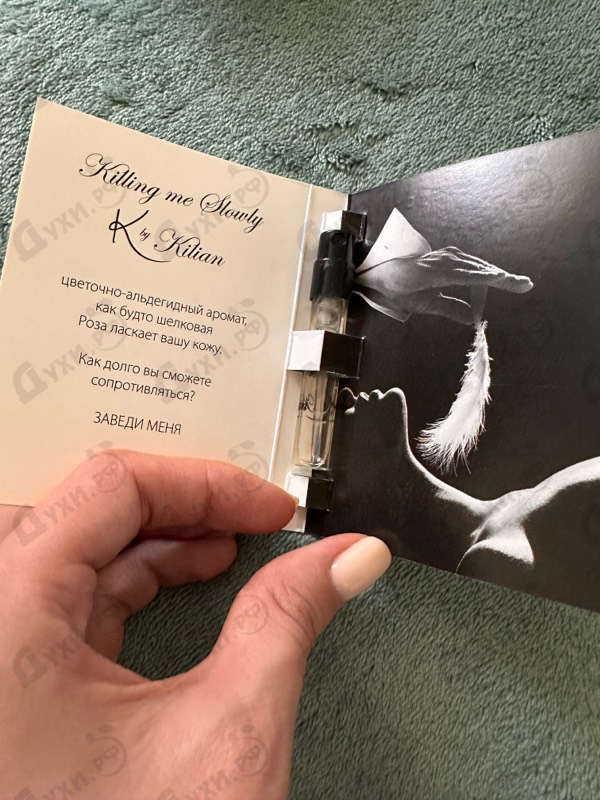 Killing me Slowly
K by Kilian
цветочно-альдегидный аромат,
как будто шелковая
Роза ласкает вашу кожу.
Как долго вы сможете
сопротивляться?
ЗАВЕДИ МЕНЯ